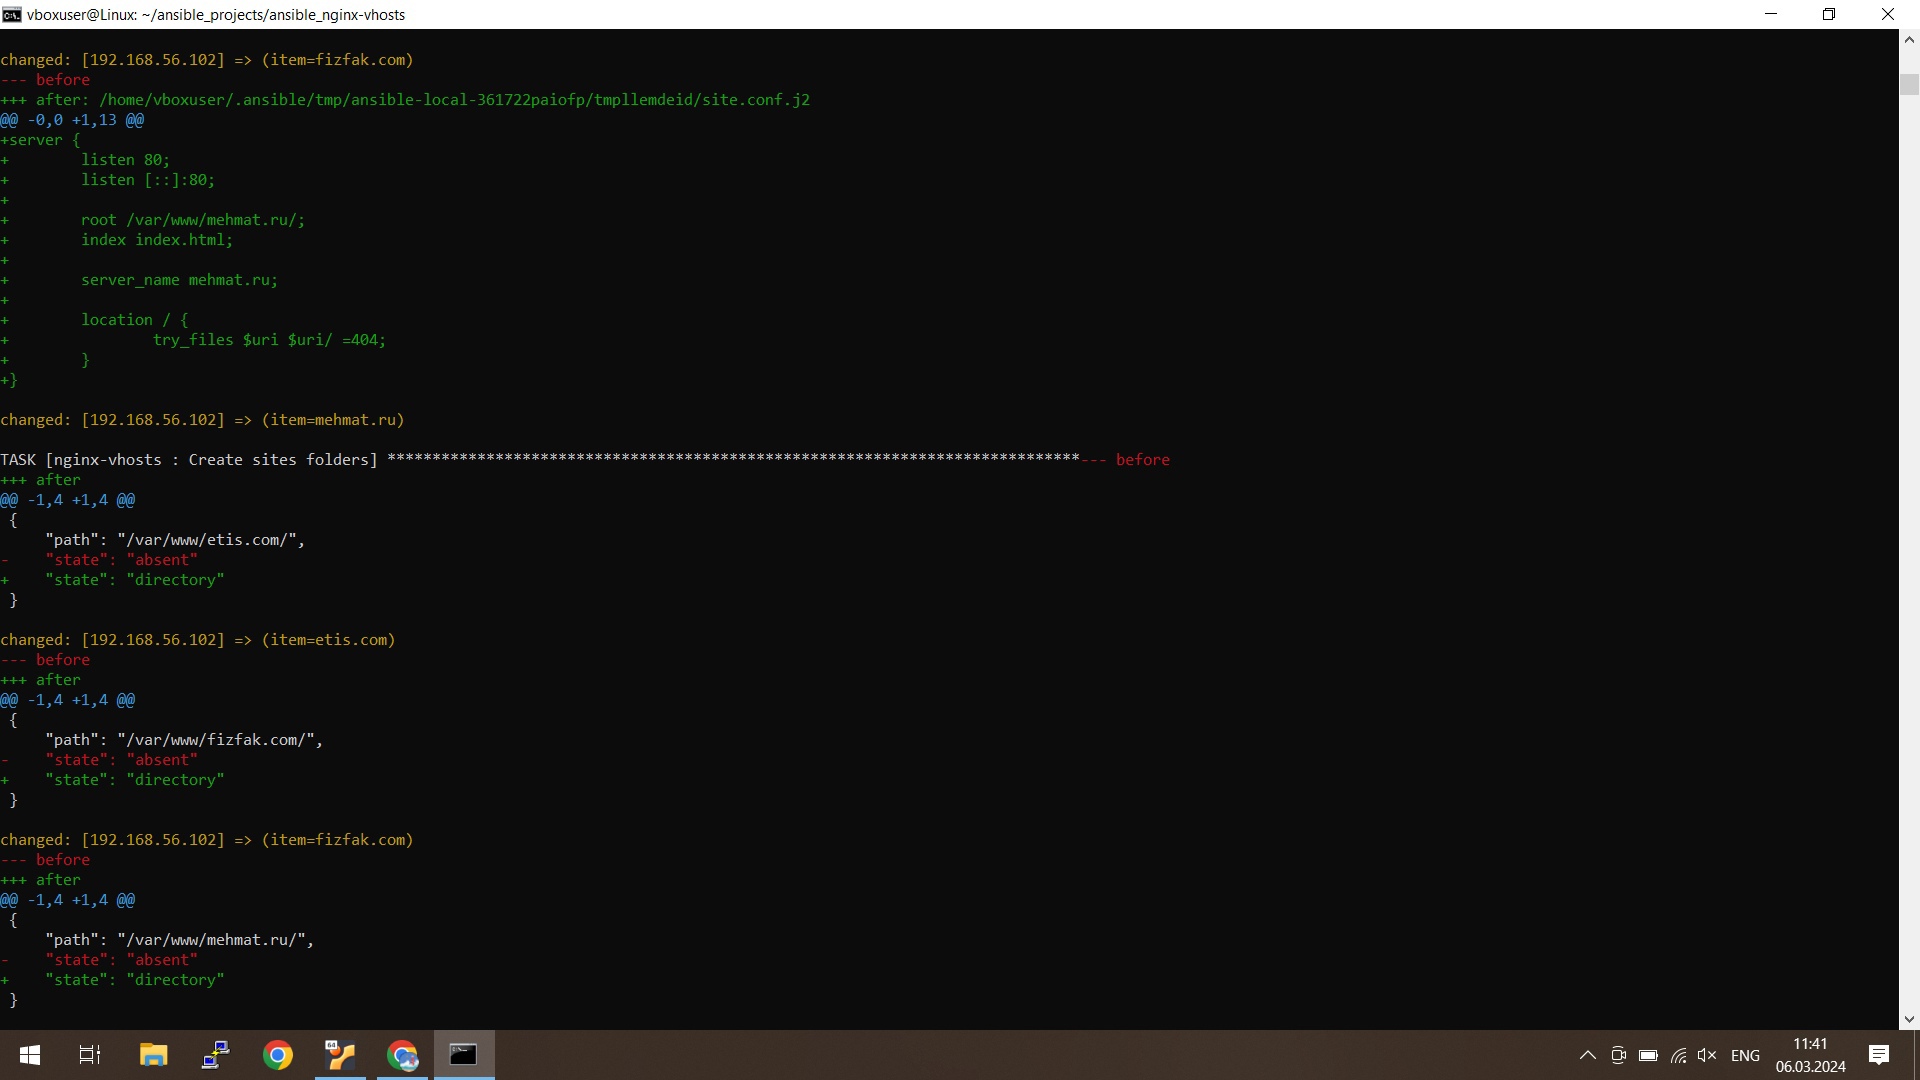 vboxuser@Linux: ~/ansible_projects/ansible_nginx-vhosts
changed: [192.168.56.102] => (item=fizfak.com)
--- before
+++ after: /home/vboxuser/.ansible/tmp/ansible-local-361722paiofp/tmpllemdeid/site.conf.j2
@@ -0,0 +1,13 @@
+server {
+        listen 80;
+        listen [::]:80;
+
+        root /var/www/mehmat.ru/;
+        index index.html;
+
+        server_name mehmat.ru;
+
+        location / {
+                try_files $uri $uri/ =404;
+        }
+}
changed: [192.168.56.102] => (item=mehmat.ru)
TASK [nginx-vhosts : Create sites folders] *****************************************************************************--- before
+++ after
@@ -1,4 +1,4 @@
 {
     "path": "/var/www/etis.com/",
-    "state": "absent"
+    "state": "directory"
 }
changed: [192.168.56.102] => (item=etis.com)
--- before
+++ after
@@ -1,4 +1,4 @@
 {
     "path": "/var/www/fizfak.com/",
-    "state": "absent"
+    "state": "directory"
 }
changed: [192.168.56.102] => (item=fizfak.com)
--- before
+++ after
@@ -1,4 +1,4 @@
 {
     "path": "/var/www/mehmat.ru/",
-    "state": "absent"
+    "state": "directory"
 }
64
ENG
11:41
06.03.2024